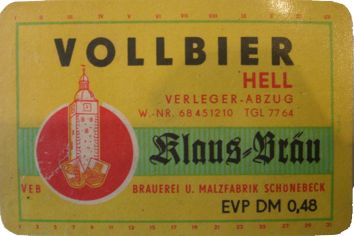 VOLLBIER
HELL
VERLEGER-ABZUG
W.-NR. 68451210 TGL 7764
Klaus-Bräu
VEB BRAUEREI U. MALZFABRIK SCHÖNEBECK
EVP DM 0,48